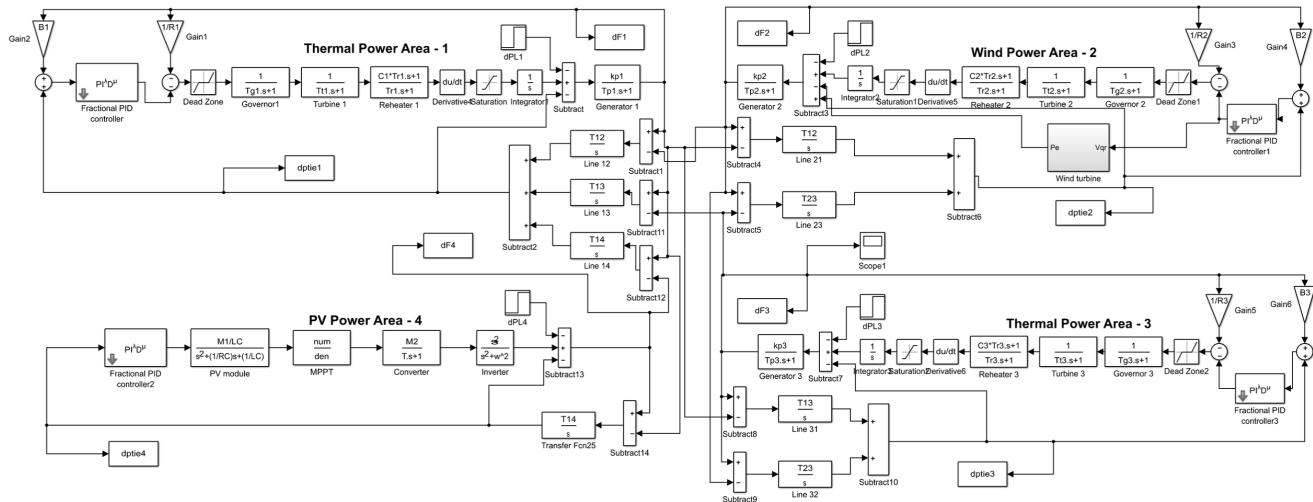 B1
Gain2
1/R1
Gain1
Thermal Power Area - 1
dF1
dPL1
PIλDμ
Fractional PID
controller
Dead Zone
1
Tg1.s+1
Governor1
1
Tt1.s+1
Turbine 1
C1*Tr1.s+1
Tr1.s+1
Reheater 1
du/dt
Derivative4
Saturation
1
s
Integrator1
Subtract
kp1
Tp1.s+1
Generator 1
dptie1
T12
s
Line 12
Subtract1
T13
s
Line 13
Subtract11
T14
s
Line 14
Subtract12
Subtract2
dF4
PV Power Area - 4
dPL4
PIλDμ
Fractional PID
controller2
M1/LC
s2+(1/RC)s+(1/LC)
PV module
num
den
MPPT
M2
T.s+1
Converter
s2+w^2
Inverter
Subtract13
T14
s
Transfer Fcn25
Subtract14
dptie4
dF2
dPL2
Wind Power Area - 2
1/R2
Gain3
B2
Gain4
kp2
Tp2.s+1
Generator 2
Subtract3
1
s
Integrator2
Saturation1
du/dt
Derivative5
C2*Tr2.s+1
Tr2.s+1
Reheater 2
1
Tt2.s+1
Turbine 2
1
Tg2.s+1
Governor 2
Dead Zone1
PIλDμ
Fractional PID
controller1
Pe
Vqr
Wind turbine
Subtract4
T12
s
Line 21
Subtract5
T23
s
Line 23
Subtract6
dptie2
Scope1
dF3
dPL3
Thermal Power Area - 3
1/R3
Gain5
B3
Gain6
kp3
Tp3.s+1
Generator 3
Subtract7
1
s
Integrator3
Saturation2
du/dt
Derivative6
C3*Tr3.s+1
Tr3.s+1
Reheater 3
1
Tt3.s+1
Turbine 3
1
Tg3.s+1
Governor 3
Dead Zone2
PIλDμ
Fractional PID
controller3
Subtract8
T13
s
Line 31
Subtract9
T23
s
Line 32
Subtract10
dptie3